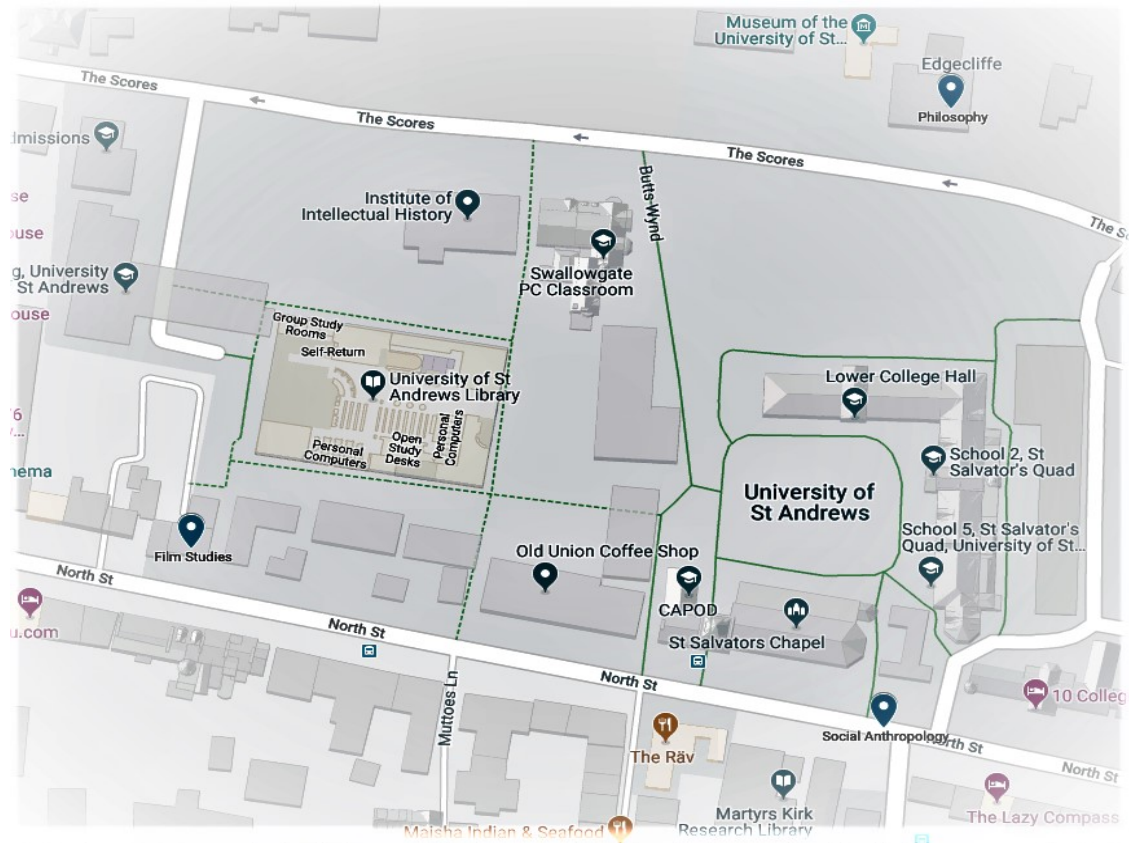 Museum of the
University of St...
Edgecliffe
Philosophy
The Scores
The Scores
The Scores
The S
dmissions
se
ouse
Institute of
Intellectual History
Butts Wynd
g, University
St Andrews
ouse
Swallowgate
PC Classroom
Group Study
Rooms
Self-Return
University of St
Andrews Library
Personal
Computers
Open
Study
Desks
Personal
Computers
Lower College Hall
School 2, St
Salvator's Quad
University of
St Andrews
School 5, St Salvator's
Quad, University of St...
nema
Film Studies
Old Union Coffee Shop
CAPOD
St Salvators Chapel
North St
u.com
North St
North St
Muttoes Ln
10 Colleg
Social Anthropology
rth St
North St
The Räv
Martyrs Kirk
Research Library
The Lazy Compass
Maisha Indian & Seafood